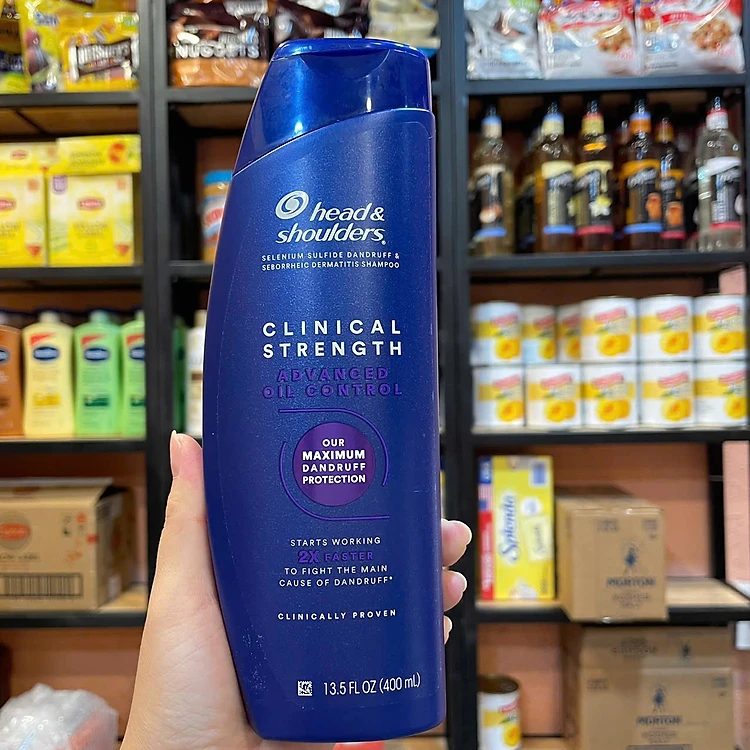 head &
shoulders®
SELENIUM SULFIDE DANDRUFF &
SEBORRHEIC DERMATITIS SHAMPOO
CLINICAL
STRENGTH
ADVANCED
OIL CONTROL
OUR
MAXIMUM
DANDRUFF
PROTECTION
STARTS WORKING
2X FASTER
TO FIGHT THE MAIN
CAUSE OF DANDRUFF*
CLINICALLY PROVEN
13.5 FL OZ (400 mL)
NUGGETS
Splenda
MORTON
MORTON